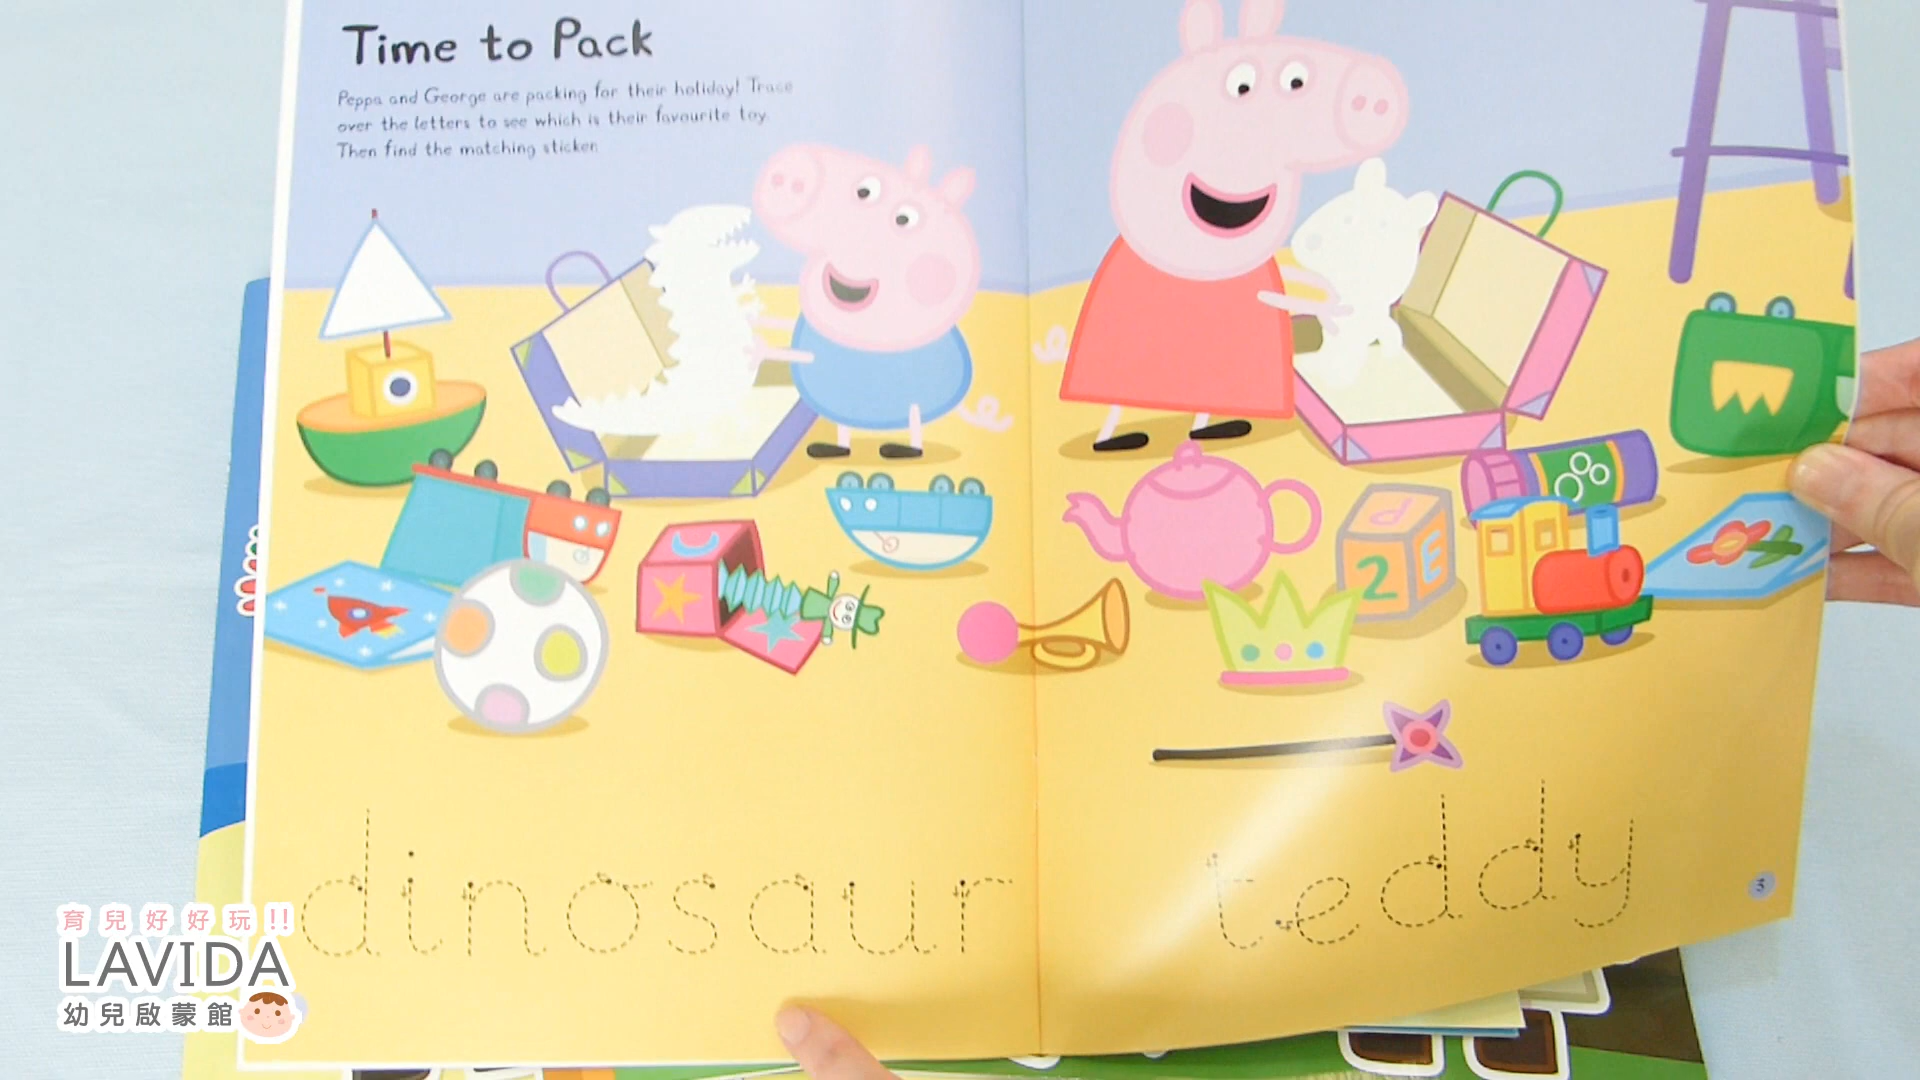 Time to Pack
Peppa and George are packing for their holiday! Trace
over the letters to see which is their favourite toy.
Then find the matching sticker.
2
E
dinosaur
teddy
3
育兒好好玩!!
LAVIDA
幼兒啟蒙館